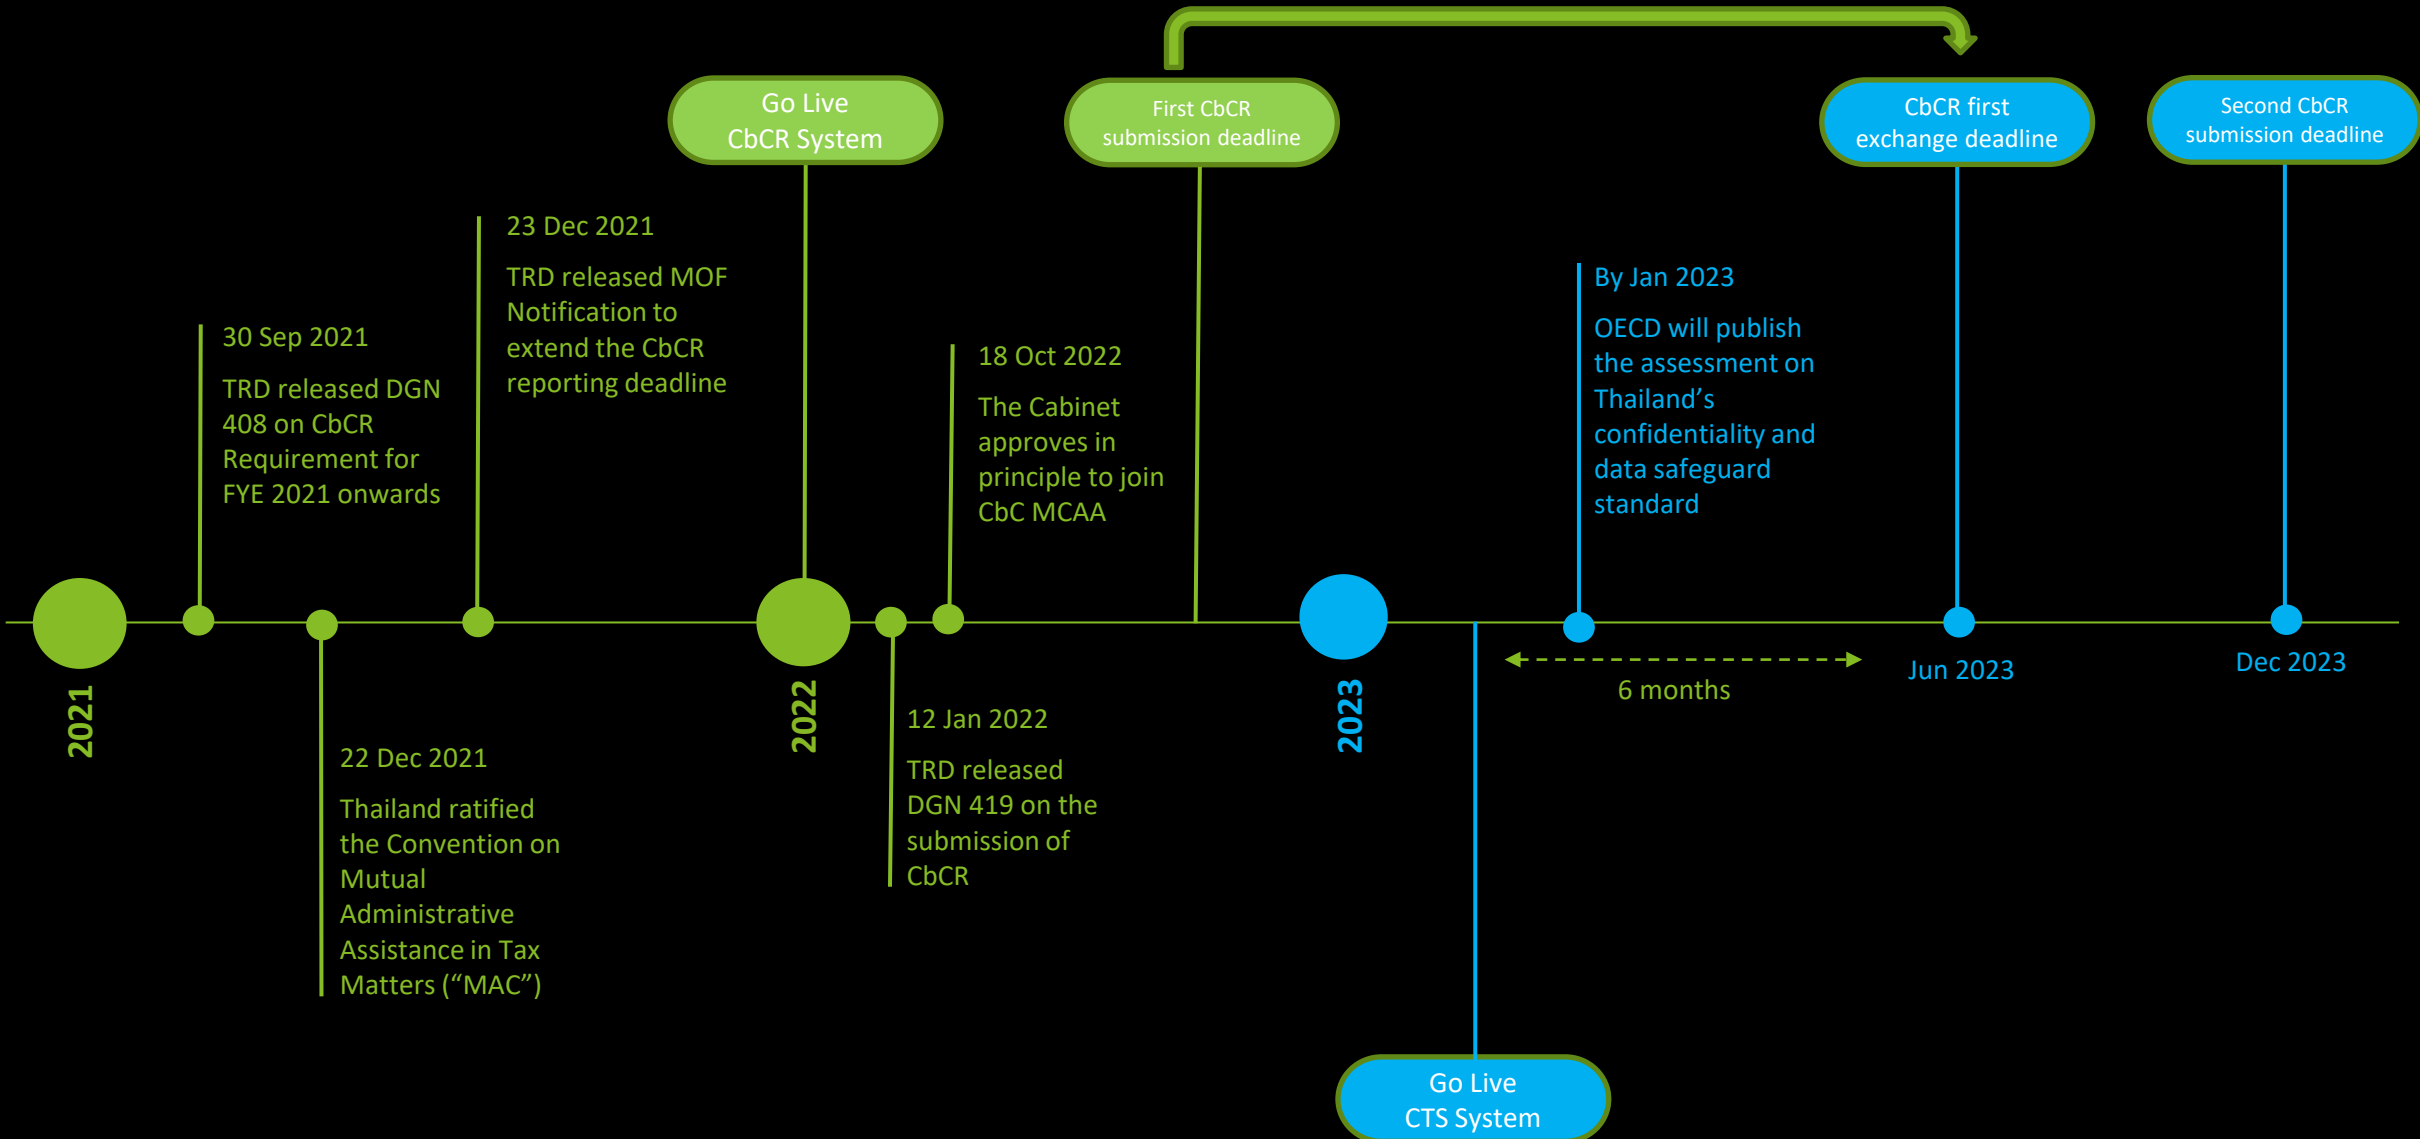 Go Live
CbCR System
First CbCR
submission deadline
CbCR first
exchange deadline
Second CbCR
submission deadline
30 Sep 2021
TRD released DGN
408 on CbCR
Requirement for
FYE 2021 onwards
23 Dec 2021
TRD released MOF
Notification to
extend the CbCR
reporting deadline
18 Oct 2022
The Cabinet
approves in
principle to join
CbC MCAA
By Jan 2023
OECD will publish
the assessment on
Thailand’s
confidentiality and
data safeguard
standard
2021
2022
2023
6 months
Jun 2023
Dec 2023
22 Dec 2021
Thailand ratified
the Convention on
Mutual
Administrative
Assistance in Tax
Matters (“MAC”)
12 Jan 2022
TRD released
DGN 419 on the
submission of
CbCR
Go Live
CTS System